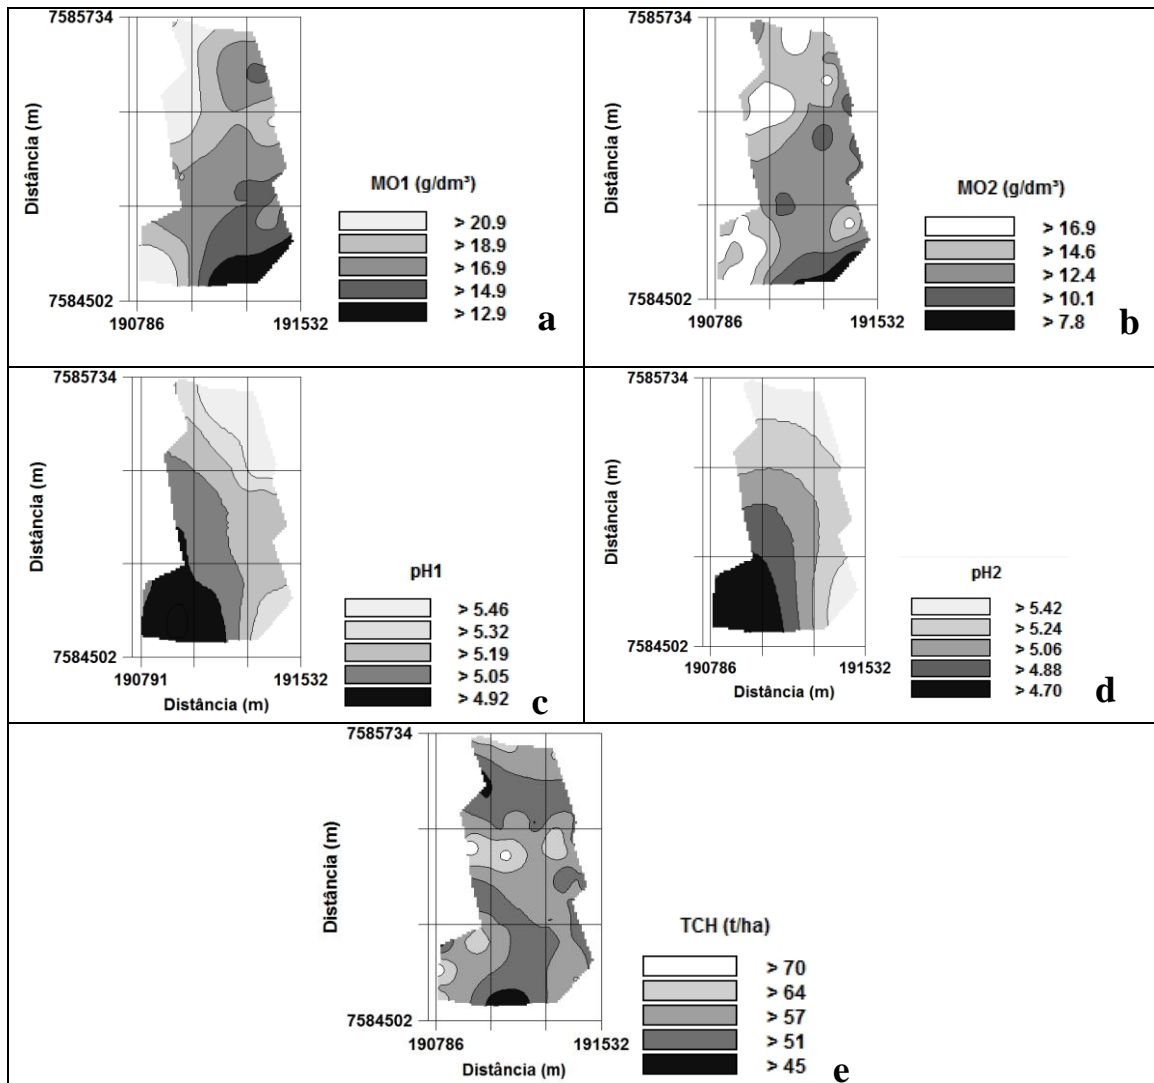 7585734
Distância (m)
7584502
190786
191532
MO1 (g/dm³)
> 20.9
> 18.9
> 16.9
> 14.9
> 12.9
a
7585734
Distância (m)
7584502
190786
191532
MO2 (g/dm³)
> 16.9
> 14.6
> 12.4
> 10.1
> 7.8
b
7585734
Distância (m)
7584502
190791
191532
Distância (m)
pH1
> 5.46
> 5.32
> 5.19
> 5.05
> 4.92
c
7585734
Distância (m)
7584502
190786
191532
Distância (m)
pH2
> 5.42
> 5.24
> 5.06
> 4.88
> 4.70
d
7585734
Distância (m)
7584502
190786
191532
Distância (m)
TCH (t/ha)
> 70
> 64
> 57
> 51
> 45
e